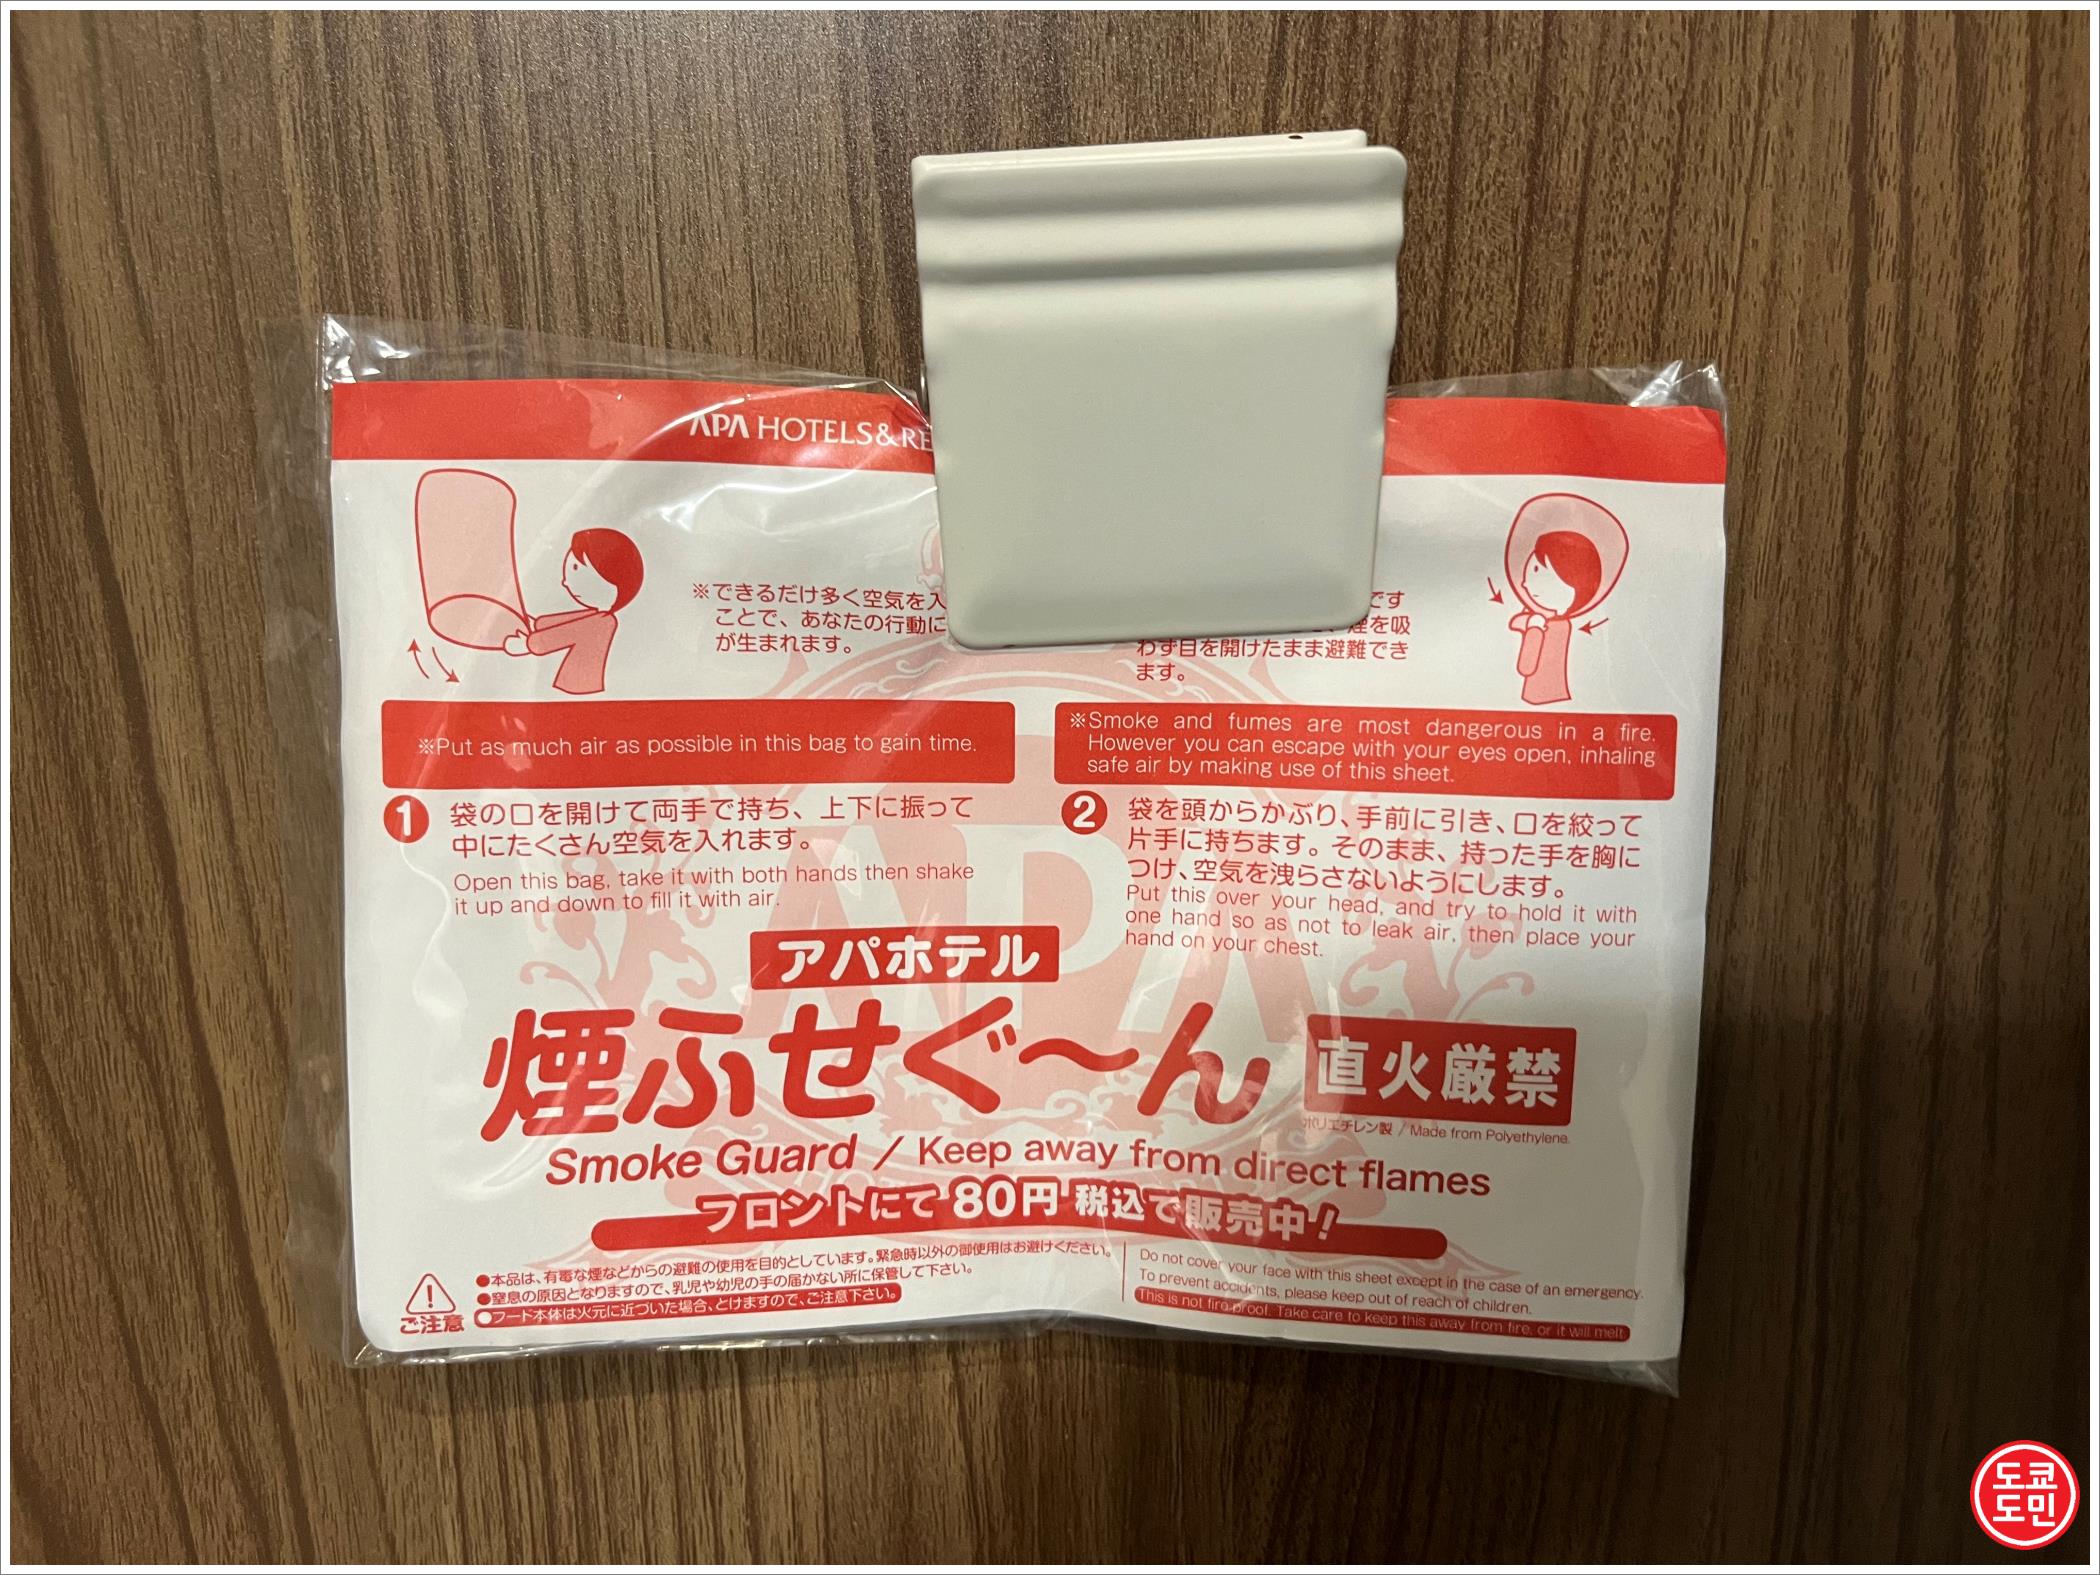 APA HOTELS&RE
※できるだけ多く空気を入
ことで、あなたの行動に
が生まれます。
です
煙を吸
わず目を開けたまま避難でき
ます。
※Put as much air as possible in this bag to gain time.
※Smoke and fumes are most dangerous in a fire.
However you can escape with your eyes open, inhaling
safe air by making use of this sheet.
1 袋の口を開けて両手で持ち、上下に振って
中にたくさん空気を入れます。
Open this bag, take it with both hands then shake
it up and down to fill it with air.
2 袋を頭からかぶり、手前に引き、口を絞って
片手に持ちます。そのまま、持った手を胸に
つけ、空気を洩らさないようにします。
Put this over your head, and try to hold it with
one hand so as not to leak air, then place your
hand on your chest.
APA
アパホテル
煙ふせぐ〜ん
直火厳禁
ポリエチレン製 / Made from Polyethylene.
Smoke Guard / Keep away from direct flames
フロントにて 80円 税込で販売中!
ご注意
●本品は、有毒な煙などからの避難の使用を目的としています。緊急時以外の御使用はお避けください。
●窒息の原因となりますので、乳児や幼児の手の届かない所に保管して下さい。
●フード本体は火元に近づいた場合、とけますので、ご注意下さい。
Do not cover your face with this sheet except in the case of an emergency.
To prevent accidents, please keep out of reach of children.
This is not fire-proof. Take care to keep this away from fire, or it will melt.
도쿄
도민